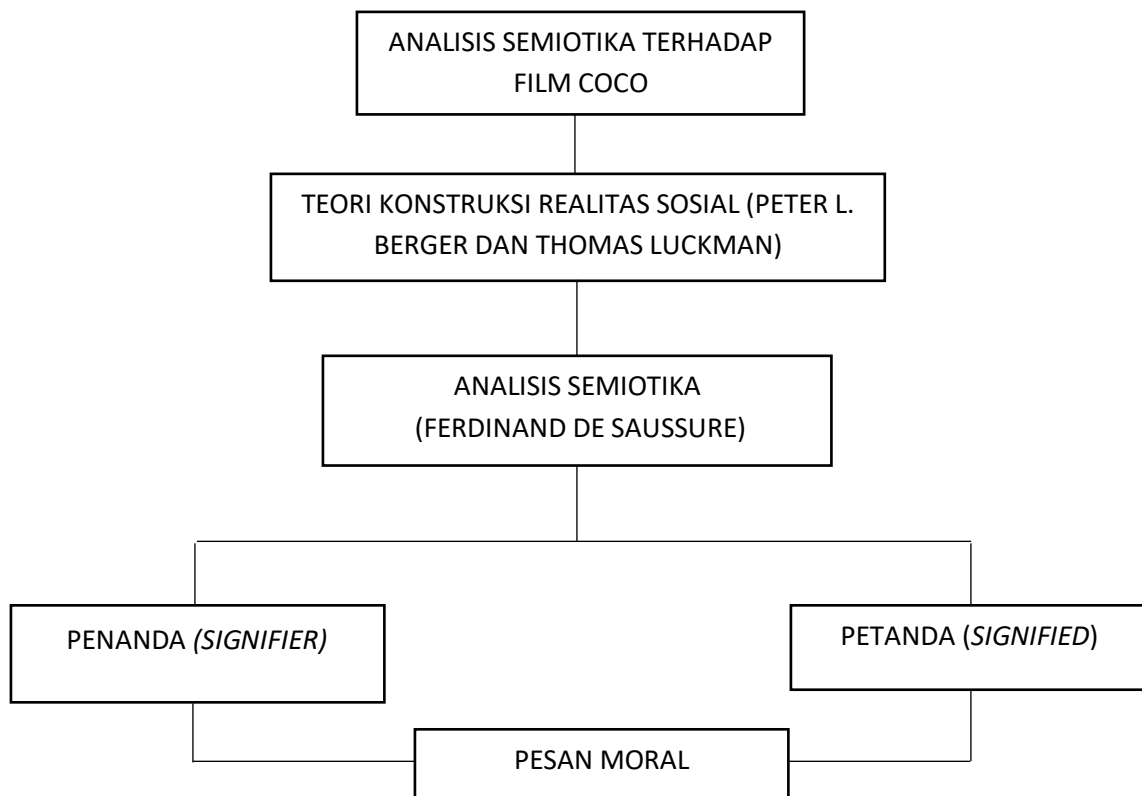 ANALISIS SEMIOTIKA TERHADAP
FILM COCO
TEORI KONSTRUKSI REALITAS SOSIAL (PETER L.
BERGER DAN THOMAS LUCKMAN)
ANALISIS SEMIOTIKA
(FERDINAND DE SAUSSURE)
PENANDA (SIGNIFIER)
PETANDA (SIGNIFIED)
PESAN MORAL